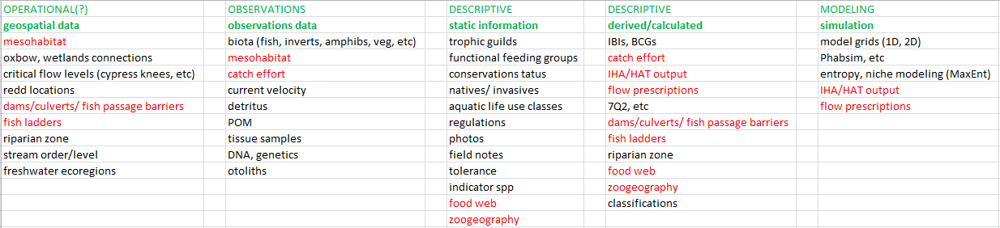 OPERATIONAL(?) OBSERVATIONS DESCRIPTIVE DESCRIPTIVE MODELING
geospatial data observations data static information derived/calculated simulation
mesohabitat biota (fish, inverts, amphibs, veg, etc) trophic guilds IBIs, BCGs model grids (1D, 2D)
oxbow, wetlands connections mesohabitat functional feeding groups catch effort Phabsim, etc
critical flow levels (cypress knees, etc) catch effort conservations tatus IHA/HAT output entropy, niche modeling (MaxEnt)
redd locations current velocity natives/ invasives flow prescriptions IHA/HAT output
dams/culverts/ fish passage barriers detritus aquatic life use classes 7Q2, etc flow prescriptions
fish ladders POM regulations dams/culverts/ fish passage barriers
riparian zone tissue samples photos fish ladders
stream order/level DNA, genetics field notes riparian zone
freshwater ecoregions otoliths tolerance food web
indicator spp zoogeography
food web classifications
zoogeography